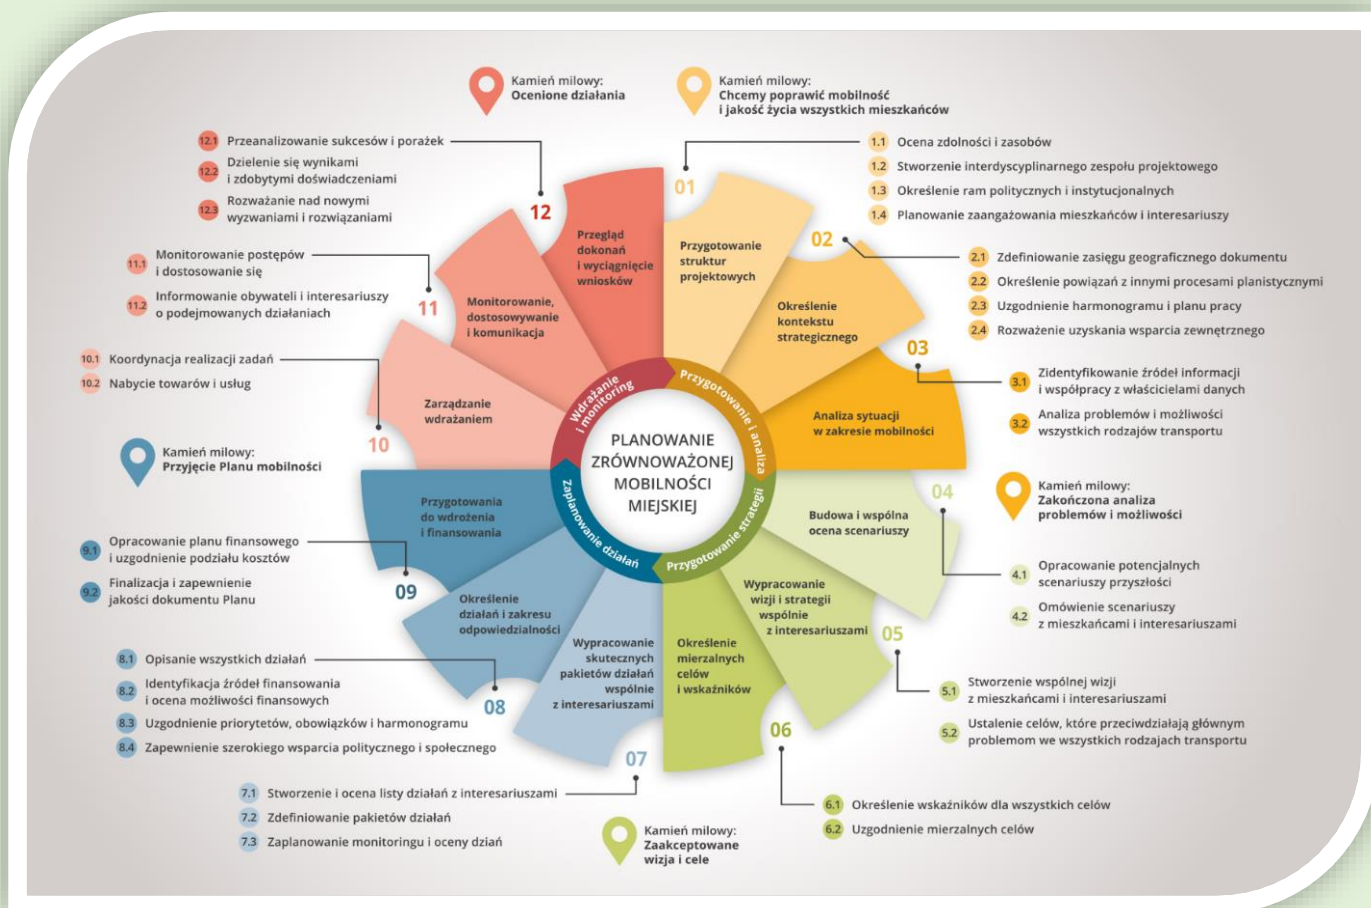 Kamień milowy:
Ocenione działania
Kamień milowy:
Chcemy poprawić mobilność
i jakość życia wszystkich mieszkańców
12.1 Przeanalizowanie sukcesów i porażek
12.2 Dzielenie się wynikami
i zdobytymi doświadczeniami
12.3 Rozważanie nad nowymi
wyzwaniami i rozwiązaniami
1.1 Ocena zdolności i zasobów
1.2 Stworzenie interdyscyplinarnego zespołu projektowego
1.3 Określenie ram politycznych i instytucjonalnych
1.4 Planowanie zaangażowania mieszkańców i interesariuszy
11.1 Monitorowanie postępów
i dostosowanie się
11.2 Informowanie obywateli i interesariuszy
o podejmowanych działaniach
2.1 Zdefiniowanie zasięgu geograficznego dokumentu
2.2 Określenie powiązań z innymi procesami planistycznymi
2.3 Uzgodnienie harmonogramu i planu pracy
2.4 Rozważenie uzyskania wsparcia zewnętrznego
10.1 Koordynacja realizacji zadań
10.2 Nabycie towarów i usług
3.1 Zidentyfikowanie źródeł informacji
i współpracy z właścicielami danych
3.2 Analiza problemów i możliwości
wszystkich rodzajów transportu
Kamień milowy:
Przyjęcie Planu mobilności
Kamień milowy:
Zakończona analiza
problemów i możliwości
01
Przygotowanie
struktur
projektowych
02
Określenie
kontekstu
strategicznego
03
Analiza sytuacji
w zakresie mobilności
04
Budowa i wspólna
ocena scenariuszy
05
Wypracowanie
wizji i strategii
wspólnie
z interesariuszami
06
Określenie
mierzalnych
celów
i wskaźników
07
Wypracowanie
skutecznych
pakietów działań
wspólnie
z interesariuszami
08
Określenie
działań i zakresu
odpowiedzialności
09
Przygotowania
do wdrożenia
i finansowania
10
Zarządzanie
wdrażaniem
11
Monitorowanie,
dostosowywanie
i komunikacja
12
Przegląd
dokonań
i wyciągnięcie
wniosków
Przygotowanie i analiza
Przygotowanie strategii
Zaplanowanie działań
Wdrażanie
i monitoring
PLANOWANIE
ZRÓWNOWAŻONEJ
MOBILNOŚCI
MIEJSKIEJ
9.1 Opracowanie planu finansowego
i uzgodnienie podziału kosztów
9.2 Finalizacja i zapewnienie
jakości dokumentu Planu
4.1 Opracowanie potencjalnych
scenariuszy przyszłości
4.2 Omówienie scenariuszy
z mieszkańcami i interesariuszami
8.1 Opisanie wszystkich działań
8.2 Identyfikacja źródeł finansowania
i ocena możliwości finansowych
8.3 Uzgodnienie priorytetów, obowiązków i harmonogramu
8.4 Zapewnienie szerokiego wsparcia politycznego i społecznego
5.1 Stworzenie wspólnej wizji
z mieszkańcami i interesariuszami
5.2 Ustalenie celów, które przeciwdziałają głównym
problemom we wszystkich rodzajach transportu
7.1 Stworzenie i ocena listy działań z interesariuszami
7.2 Zdefiniowanie pakietów działań
7.3 Zaplanowanie monitoringu i oceny dziań
6.1 Określenie wskaźników dla wszystkich celów
6.2 Uzgodnienie mierzalnych celów
Kamień milowy:
Zaakceptowane
wizja i cele